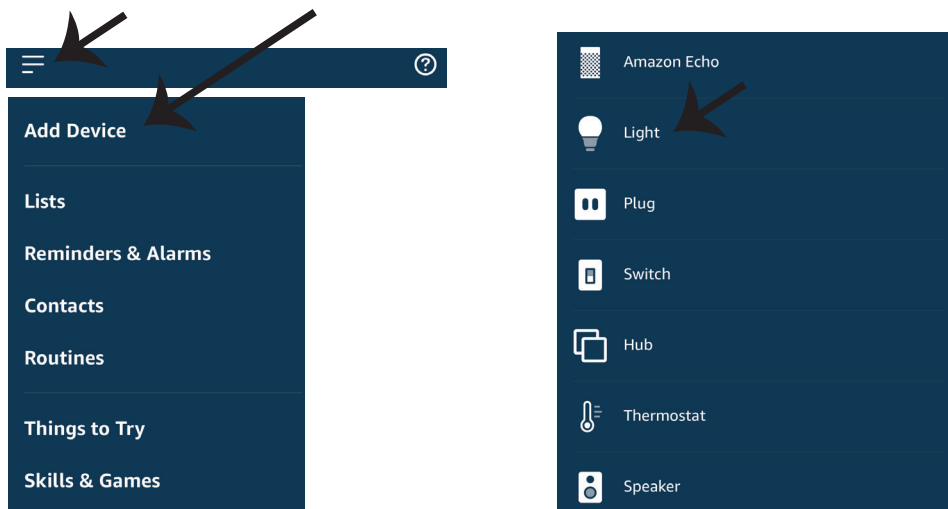 ?
Add Device
Lists
Reminders & Alarms
Contacts
Routines
Things to Try
Skills & Games
Amazon Echo
Light
Plug
Switch
Hub
Thermostat
Speaker